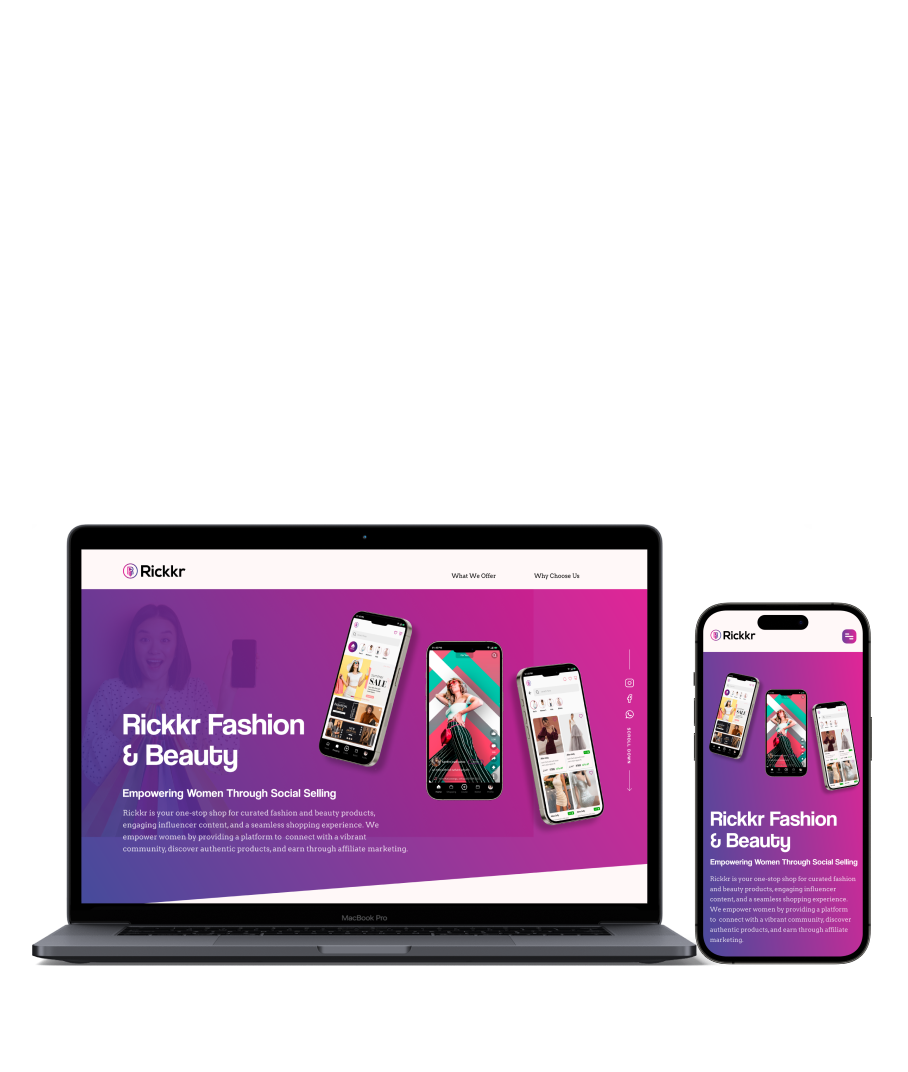 Rickkr
What We Offer
Why Choose Us
SALE
Rickkr Fashion
& Beauty
Empowering Women Through Social Selling
Rickkr is your one-stop shop for curated fashion and beauty products,
engaging influencer content, and a seamless shopping experience. We
empower women by providing a platform to connect with a vibrant
community, discover authentic products, and earn through affiliate marketing.
SCROLL DOWN
MacBook Pro
Rickkr
SALE
Rickkr Fashion
& Beauty
Empowering Women Through Social Selling
Rickkr is your one-stop shop for curated fashion
and beauty products, engaging influencer
content, and a seamless shopping experience.
We empower women by providing a platform
to connect with a vibrant community, discover
authentic products, and earn through affiliate
marketing.